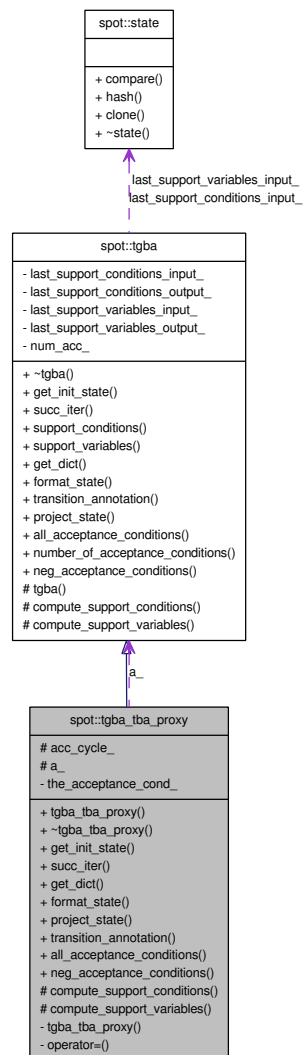 spot::state
+ compare()
+ hash()
+ clone()
+ ~state()
last_support_variables_input_
last_support_conditions_input_
spot::tgba
- last_support_conditions_input_
- last_support_conditions_output_
- last_support_variables_input_
- last_support_variables_output_
- num_acc_
+ ~tgba()
+ get_init_state()
+ succ_iter()
+ support_conditions()
+ support_variables()
+ get_dict()
+ format_state()
+ transition_annotation()
+ project_state()
+ all_acceptance_conditions()
+ number_of_acceptance_conditions()
+ neg_acceptance_conditions()
# tgba()
# compute_support_conditions()
# compute_support_variables()
a_
spot::tgba_tba_proxy
# acc_cycle_
# a_
- the_acceptance_cond_
+ tgba_tba_proxy()
+ ~tgba_tba_proxy()
+ get_init_state()
+ succ_iter()
+ get_dict()
+ format_state()
+ project_state()
+ transition_annotation()
+ all_acceptance_conditions()
+ neg_acceptance_conditions()
# compute_support_conditions()
# compute_support_variables()
- tgba_tba_proxy()
- operator=()